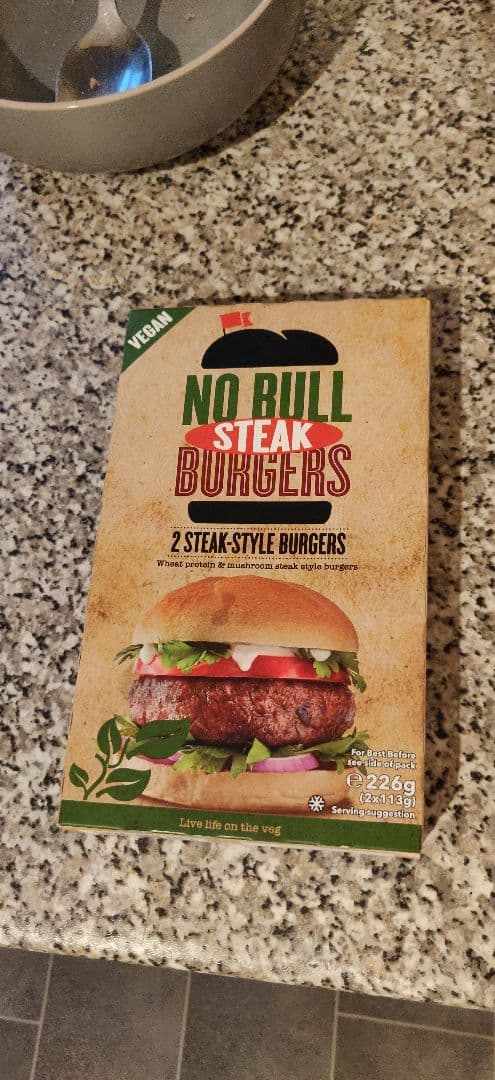 VEGAN
NO BULL
STEAK
BURGERS
2 STEAK-STYLE BURGERS
Wheat protein & mushroom steak style burgers
For Best Before
see side of pack
e 226g
(2x113g)
Serving suggestion
Live life on the veg